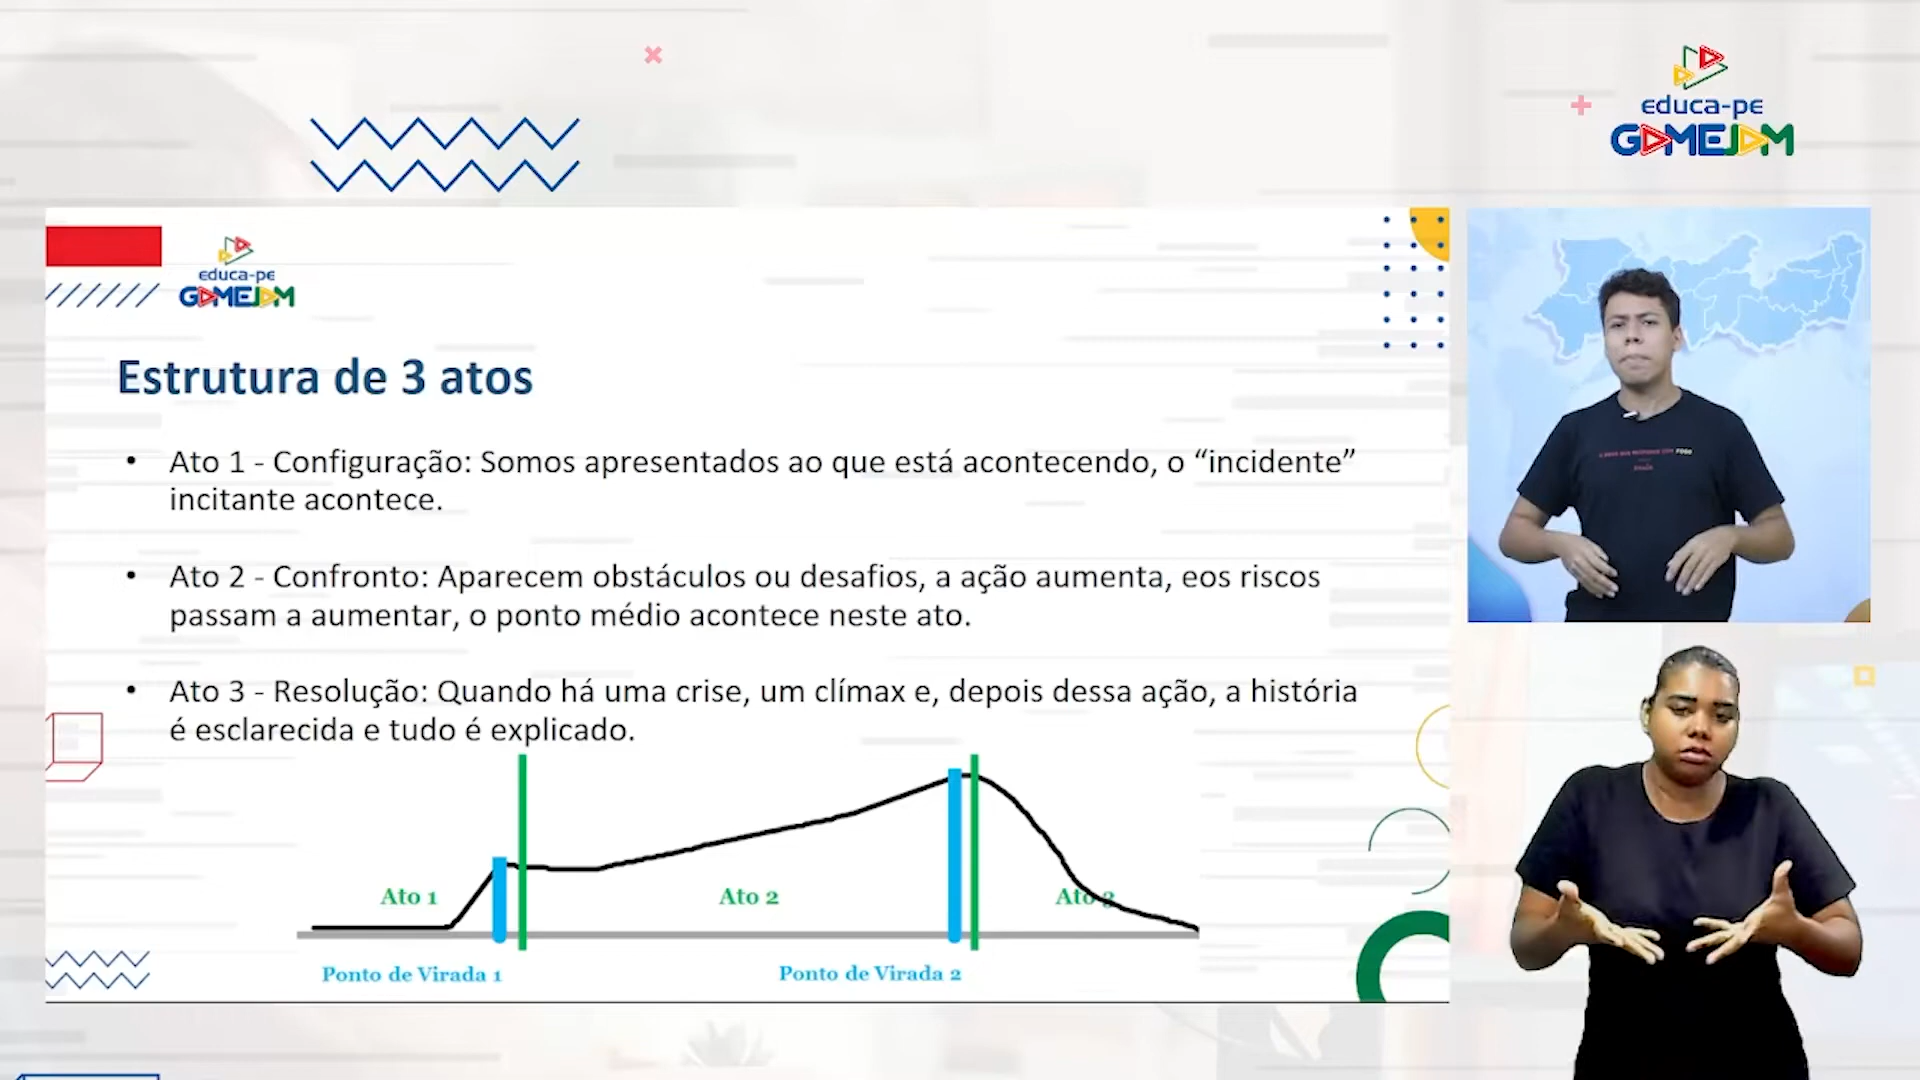 educa-pe
GAMEJAM
educa-pe
GAMEJAM
Estrutura de 3 atos
• Ato 1 - Configuração: Somos apresentados ao que está acontecendo, o “incidente”
incitante acontece.
• Ato 2 - Confronto: Aparecem obstáculos ou desafios, a ação aumenta, eos riscos
passam a aumentar, o ponto médio acontece neste ato.
• Ato 3 - Resolução: Quando há uma crise, um clímax e, depois dessa ação, a história
é esclarecida e tudo é explicado.
Ato 1
Ato 2
Ato 3
Ponto de Virada 1
Ponto de Virada 2